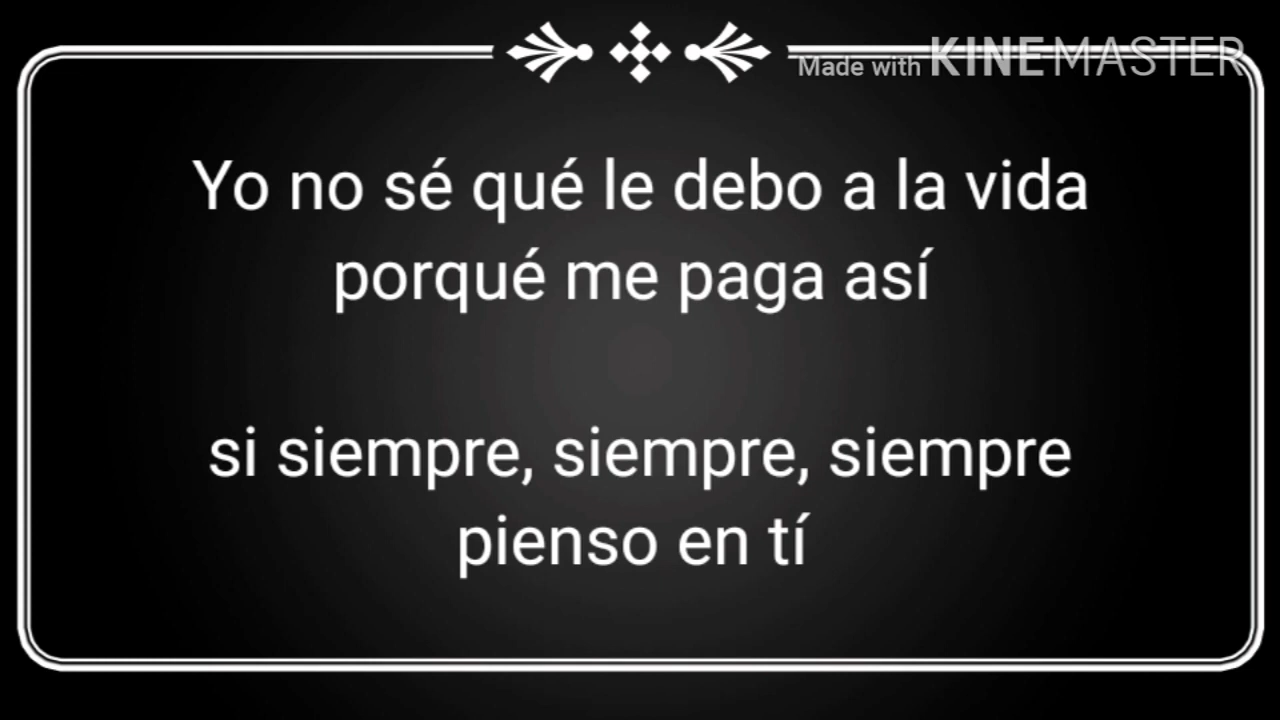 Made with KINEMASTER
Yo no sé qué le debo a la vida
porqué me paga así
si siempre, siempre, siempre
pienso en tí